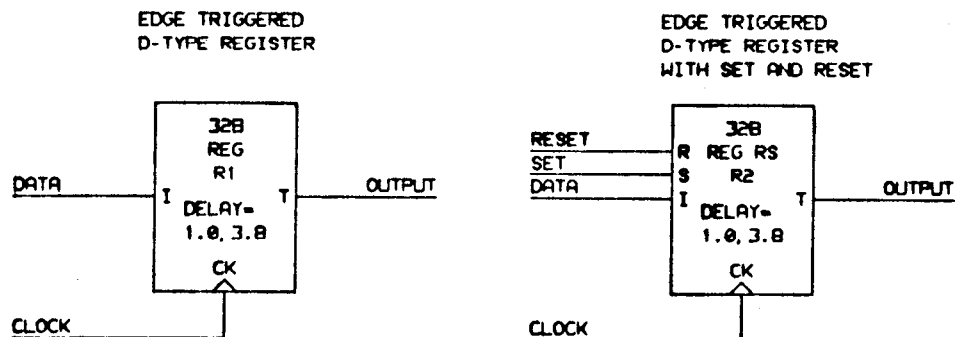 EDGE TRIGGERED
D-TYPE REGISTER
32B
REG
R1
DATA
I
T
OUTPUT
DELAY=
1.0, 3.8
CK
CLOCK
EDGE TRIGGERED
D-TYPE REGISTER
WITH SET AND RESET
32B
RESET
R
REG RS
SET
S
R2
DATA
I
T
OUTPUT
DELAY=
1.0, 3.8
CK
CLOCK